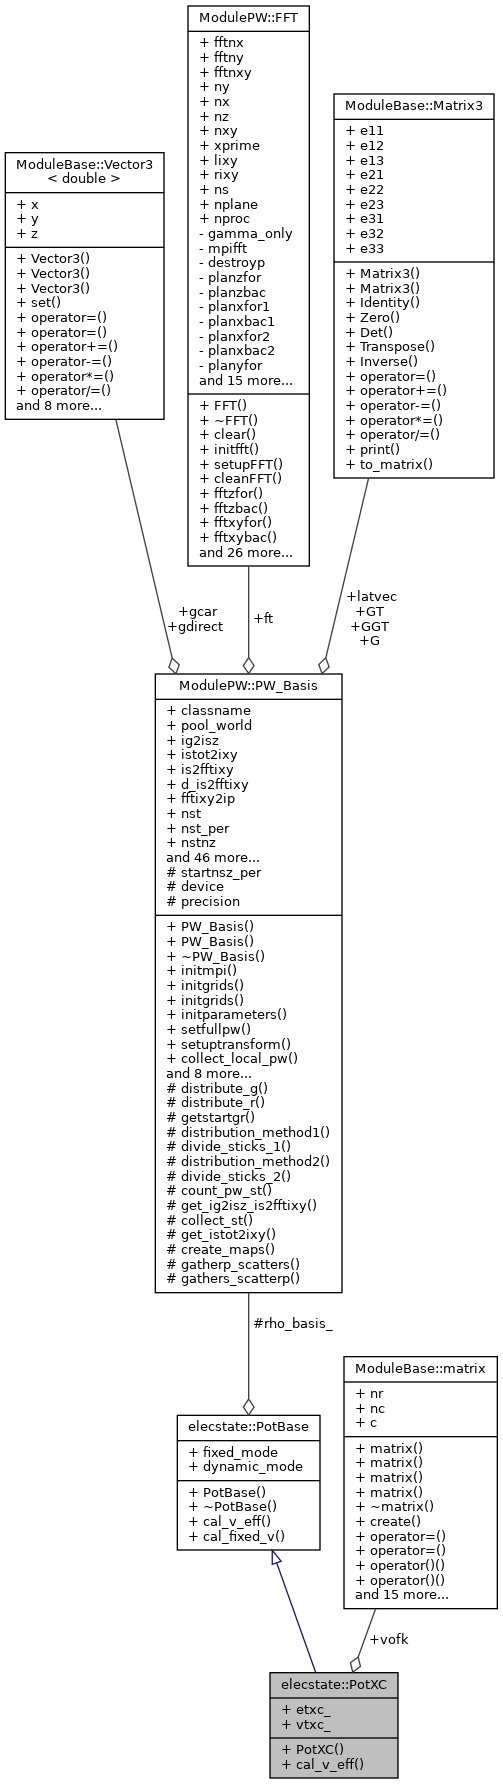 ModulePW::FFT
+ fftnx
+ fftny
+ fftnxy
+ ny
+ nx
+ nz
+ nxy
+ xprime
+ lixy
+ rixy
+ ns
+ nplane
+ nproc
- gamma_only
- mpifft
- destroyp
- planzfor
- planzbac
- planxfor1
- planxbac1
- planxfor2
- planxbac2
- planyfor
and 15 more...
+ FFT()
+ ~FFT()
+ clear()
+ initfft()
+ setupFFT()
+ cleanFFT()
+ fftzfor()
+ fftzbac()
+ fftxyfor()
+ fftxybac()
and 26 more...
ModuleBase::Matrix3
+ e11
+ e12
+ e13
+ e21
+ e22
+ e23
+ e31
+ e32
+ e33
+ Matrix3()
+ Matrix3()
+ Identity()
+ Zero()
+ Det()
+ Transpose()
+ Inverse()
+ operator=()
+ operator+=()
+ operator-=()
+ operator*=()
+ operator/=()
+ print()
+ to_matrix()
ModuleBase::Vector3
< double >
+ x
+ y
+ z
+ Vector3()
+ Vector3()
+ Vector3()
+ set()
+ operator=()
+ operator=()
+ operator+=()
+ operator-=()
+ operator*=()
+ operator/=()
and 8 more...
+gcar
+gdirect
+ft
+latvec
+GT
+GGT
+G
ModulePW::PW_Basis
+ classname
+ pool_world
+ ig2isz
+ istot2ixy
+ is2fftixy
+ d_is2fftixy
+ fftixy2ip
+ nst
+ nst_per
+ nstnz
and 46 more...
# startnsz_per
# device
# precision
+ PW_Basis()
+ PW_Basis()
+ ~PW_Basis()
+ initmpi()
+ initgrids()
+ initgrids()
+ initparameters()
+ setfullpw()
+ setuptransform()
+ collect_local_pw()
and 8 more...
# distribute_g()
# distribute_r()
# getstartgr()
# distribution_method1()
# divide_sticks_1()
# distribution_method2()
# divide_sticks_2()
# count_pw_st()
# get_ig2isz_is2fftixy()
# collect_st()
# get_istot2ixy()
# create_maps()
# gatherp_scatters()
# gathers_scatterp()
#rho_basis_
ModuleBase::matrix
+ nr
+ nc
+ c
+ matrix()
+ matrix()
+ matrix()
+ matrix()
+ ~matrix()
+ create()
+ operator=()
+ operator=()
+ operator()()
+ operator()()
and 15 more...
elecstate::PotBase
+ fixed_mode
+ dynamic_mode
+ PotBase()
+ ~PotBase()
+ cal_v_eff()
+ cal_fixed_v()
+vofk
elecstate::PotXC
+ etxc_
+ vtxc_
+ PotXC()
+ cal_v_eff()